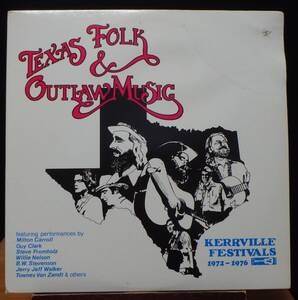 TEXAS FOLK
&
OUTLAW MUSIC
featuring performances by
Milton Carroll
Guy Clark
Steve Fromholz
Willie Nelson
B.W. Stevenson
Jerry Jeff Walker
Townes Van Zandt & others
KERRVILLE
FESTIVALS
1972-1976